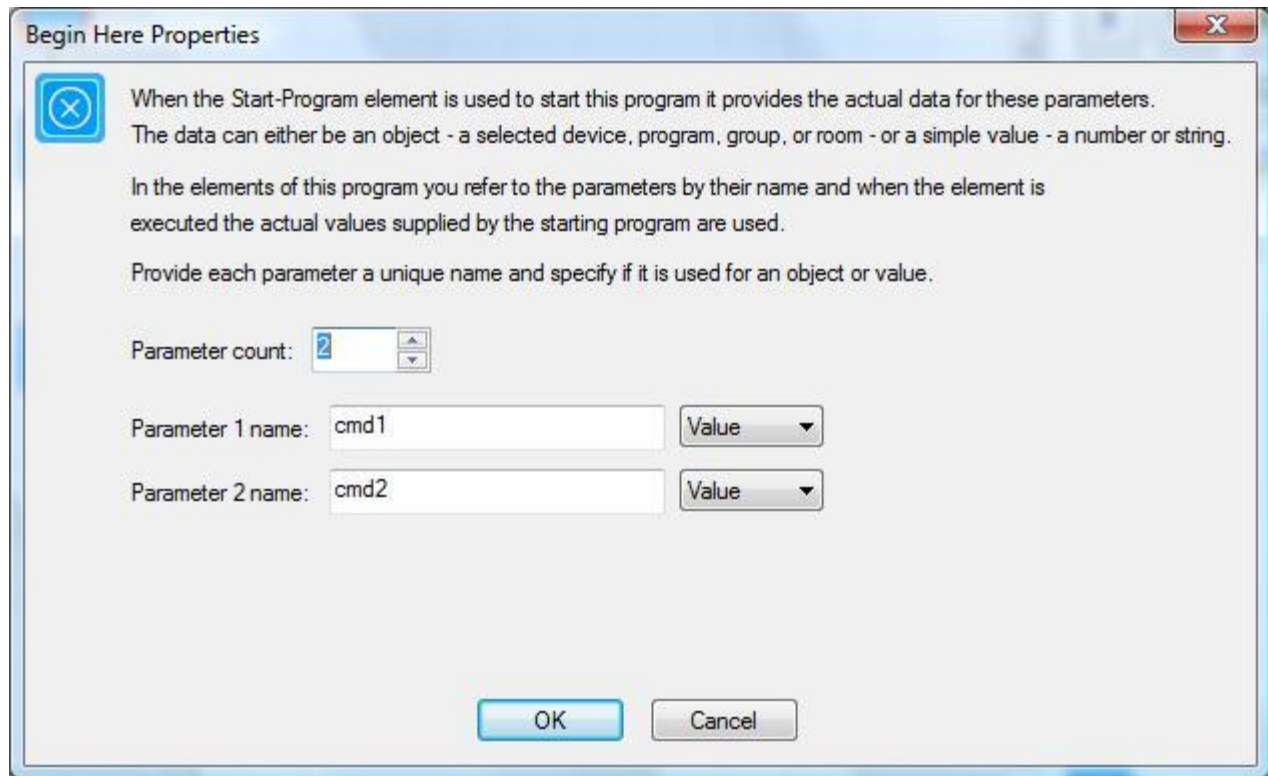 Begin Here Properties
When the Start-Program element is used to start this program it provides the actual data for these parameters.
The data can either be an object - a selected device, program, group, or room - or a simple value - a number or string.
In the elements of this program you refer to the parameters by their name and when the element is
executed the actual values supplied by the starting program are used.
Provide each parameter a unique name and specify if it is used for an object or value.
Parameter count: 2
Parameter 1 name: cmd1 Value
Parameter 2 name: cmd2 Value
OK Cancel